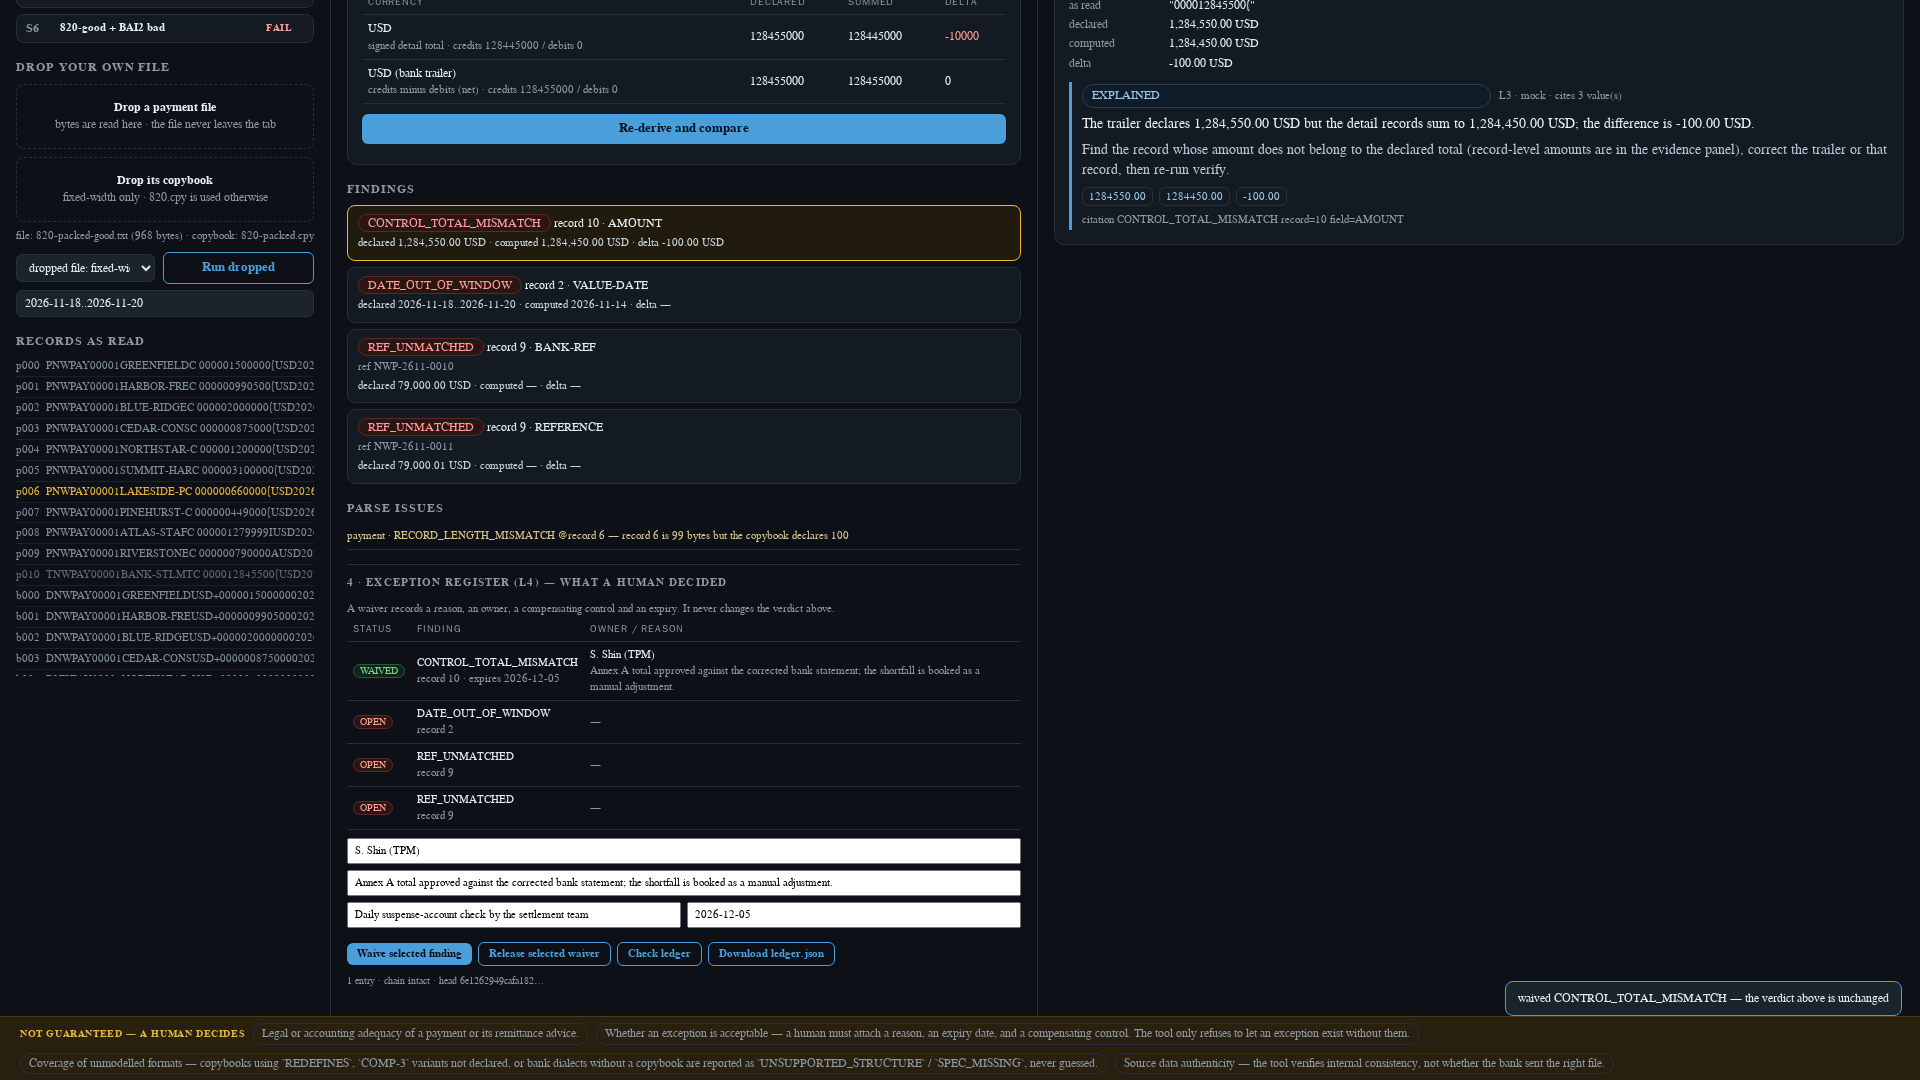 S6 820-good + BAI2 bad FAIL
DROP YOUR OWN FILE
Drop a payment file
bytes are read here · the file never leaves the tab
Drop its copybook
fixed-width only · 820.cpy is used otherwise
file: 820-packed-good.txt (968 bytes) · copybook: 820-packed.cpy
dropped file: fixed-wi
Run dropped
2026-11-18..2026-11-20
RECORDS AS READ
p000 PNWPAY00001GREENFIELDC 000001500000{USD202
p001 PNWPAY00001HARBOR-FREC 000000990500{USD202
p002 PNWPAY00001BLUE-RIDGEC 000002000000{USD202
p003 PNWPAY00001CEDAR-CONSC 000000875000{USD202
p004 PNWPAY00001NORTHSTAR-C 000001200000{USD202
p005 PNWPAY00001SUMMIT-HARC 000003100000{USD202
p006 PNWPAY00001LAKESIDE-PC 000000660000{USD2026
p007 PNWPAY00001PINEHURST-C 000000449000{USD2026
p008 PNWPAY00001ATLAS-STAFC 000001279999IUSD202
p009 PNWPAY00001RIVERSTONEC 000000790000AUSD20
p010 TNWPAY00001BANK-STLMTC 000012845500{USD20
b000 DNWPAY00001GREENFIELDUSD+0000015000000202
b001 DNWPAY00001HARBOR-FREUSD+0000009905000202
b002 DNWPAY00001BLUE-RIDGEUSD+0000020000000202
b003 DNWPAY00001CEDAR-CONSUSD+0000008750000202
CURRENCY DECLARED SUMMED DELTA
USD
signed detail total · credits 128445000 / debits 0
128455000 128445000 -10000
USD (bank trailer)
credits minus debits (net) · credits 128455000 / debits 0
128455000 128455000 0
Re-derive and compare
FINDINGS
CONTROL_TOTAL_MISMATCH record 10 · AMOUNT
declared 1,284,550.00 USD · computed 1,284,450.00 USD · delta -100.00 USD
DATE_OUT_OF_WINDOW record 2 · VALUE-DATE
declared 2026-11-18..2026-11-20 · computed 2026-11-14 · delta —
REF_UNMATCHED record 9 · BANK-REF
ref NWP-2611-0010
declared 79,000.00 USD · computed — · delta —
REF_UNMATCHED record 9 · REFERENCE
ref NWP-2611-0011
declared 79,000.01 USD · computed — · delta —
PARSE ISSUES
payment · RECORD_LENGTH_MISMATCH @record 6 — record 6 is 99 bytes but the copybook declares 100
4 · EXCEPTION REGISTER (L4) — WHAT A HUMAN DECIDED
A waiver records a reason, an owner, a compensating control and an expiry. It never changes the verdict above.
STATUS FINDING OWNER / REASON
WAIVED
CONTROL_TOTAL_MISMATCH
record 10 · expires 2026-12-05
S. Shin (TPM)
Annex A total approved against the corrected bank statement; the shortfall is booked as a
manual adjustment.
OPEN
DATE_OUT_OF_WINDOW
record 2
—
OPEN
REF_UNMATCHED
record 9
—
OPEN
REF_UNMATCHED
record 9
—
S. Shin (TPM)
Annex A total approved against the corrected bank statement; the shortfall is booked as a manual adjustment.
Daily suspense-account check by the settlement team
2026-12-05
Waive selected finding
Release selected waiver
Check ledger
Download ledger.json
1 entry · chain intact · head 6e1262949cafa182…
as read "000012845500{"
declared 1,284,550.00 USD
computed 1,284,450.00 USD
delta -100.00 USD
EXPLAINED L3 · mock · cites 3 value(s)
The trailer declares 1,284,550.00 USD but the detail records sum to 1,284,450.00 USD; the difference is -100.00 USD.
Find the record whose amount does not belong to the declared total (record-level amounts are in the evidence panel), correct the trailer or that
record, then re-run verify.
1284550.00 1284450.00 -100.00
citation CONTROL_TOTAL_MISMATCH record=10 field=AMOUNT
waived CONTROL_TOTAL_MISMATCH — the verdict above is unchanged
NOT GUARANTEED — A HUMAN DECIDES Legal or accounting adequacy of a payment or its remittance advice. Whether an exception is acceptable — a human must attach a reason, an expiry date, and a compensating control. The tool only refuses to let an exception exist without them.
Coverage of unmodelled formats — copybooks using `REDEFINES`, `COMP-3` variants not declared, or bank dialects without a copybook are reported as `UNSUPPORTED_STRUCTURE` / `SPEC_MISSING`, never guessed. Source data authenticity — the tool verifies internal consistency, not whether the bank sent the right file.